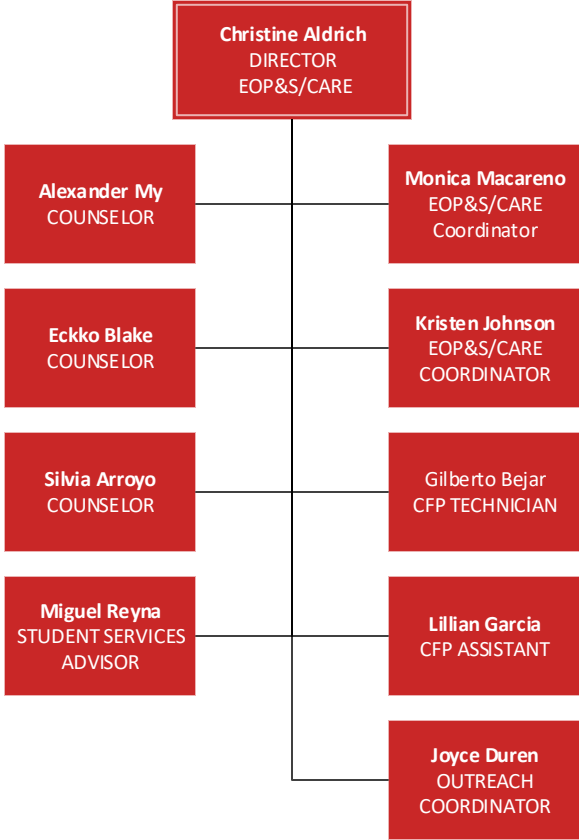 Christine Aldrich
DIRECTOR
EOP&S/CARE
Alexander My
COUNSELOR
Monica Macareno
EOP&S/CARE
Coordinator
Eckko Blake
COUNSELOR
Kristen Johnson
EOP&S/CARE
COORDINATOR
Silvia Arroyo
COUNSELOR
Gilberto Bejar
CFP TECHNICIAN
Miguel Reyna
STUDENT SERVICES
ADVISOR
Lillian Garcia
CFP ASSISTANT
Joyce Duren
OUTREACH
COORDINATOR